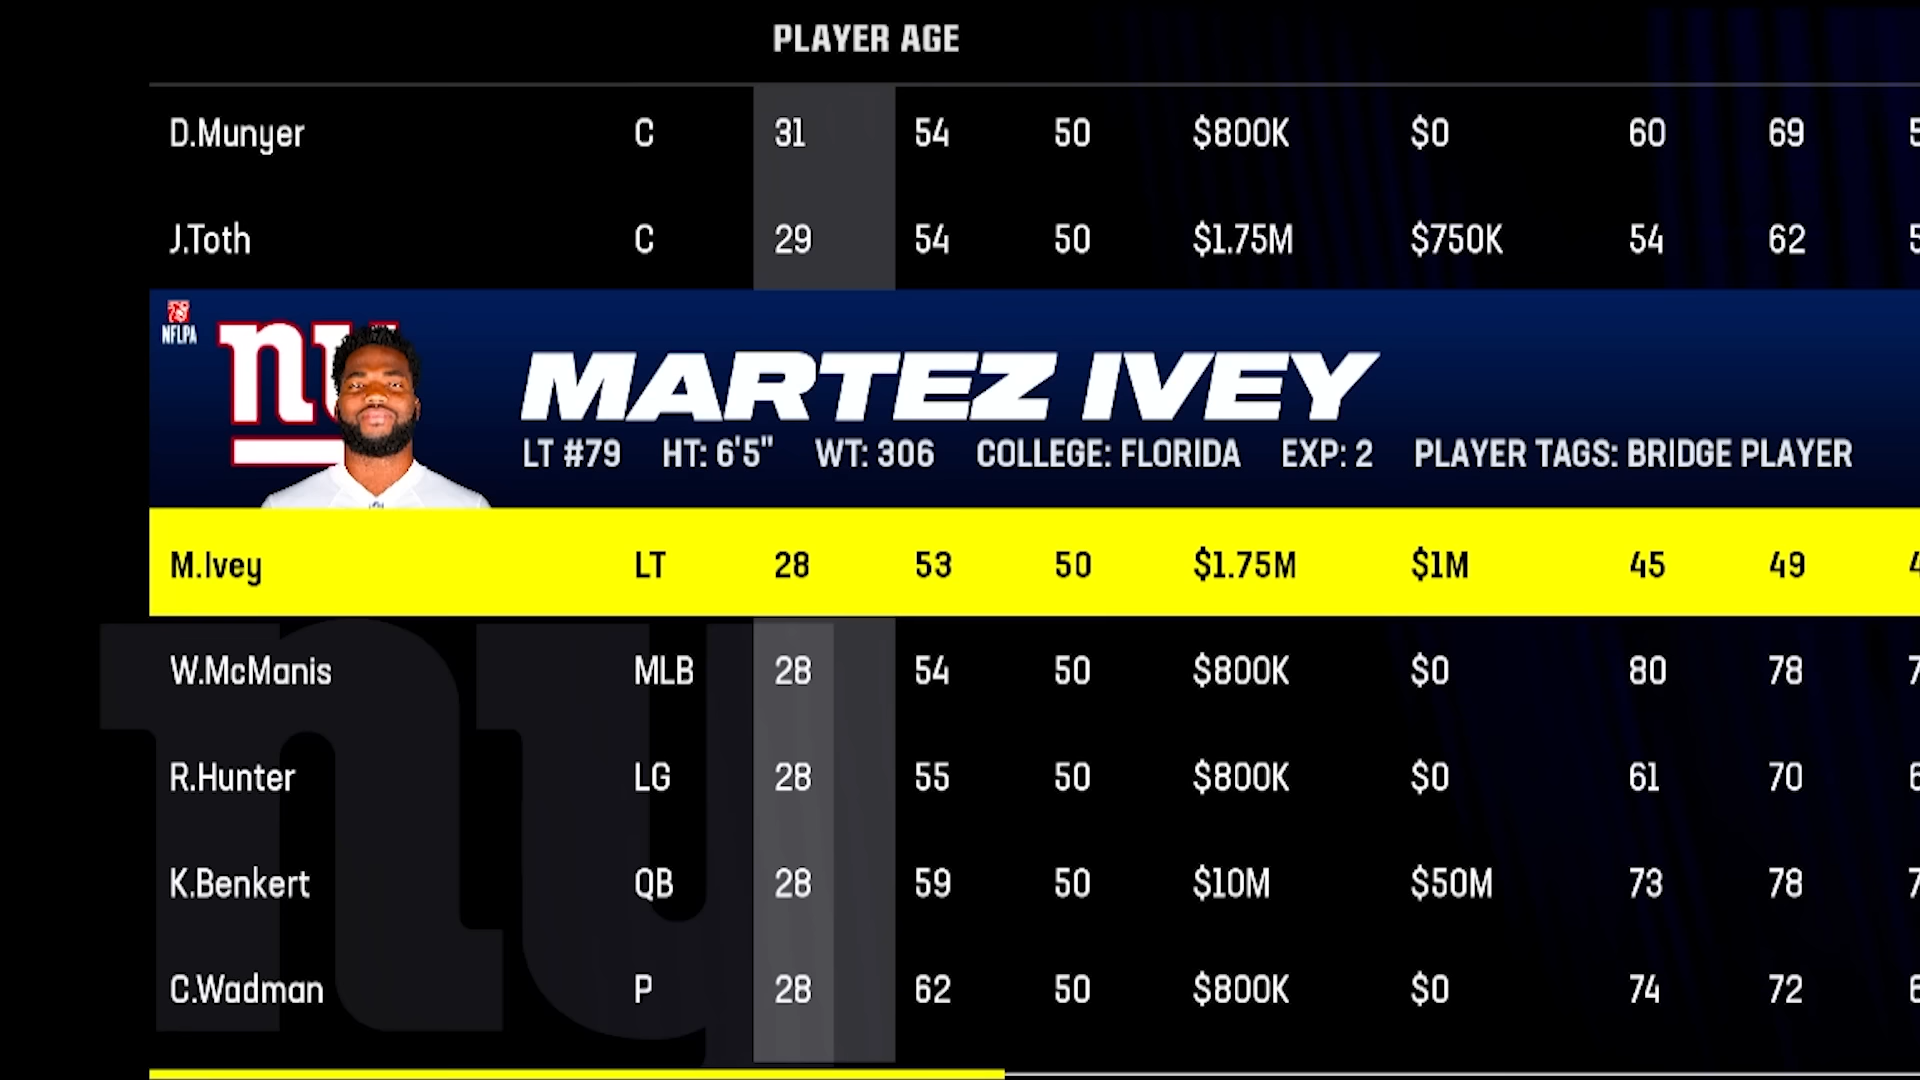 PLAYER AGE
D.Munyer C 31 54 50 $800K $0 60 69
J.Toth C 29 54 50 $1.75M $750K 54 62
NFLPA
ny
MARTEZ IVEY
LT #79 HT: 6'5" WT: 306 COLLEGE: FLORIDA EXP: 2 PLAYER TAGS: BRIDGE PLAYER
M.Ivey LT 28 53 50 $1.75M $1M 45 49
W.McManis MLB 28 54 50 $800K $0 80 78
R.Hunter LG 28 55 50 $800K $0 61 70
K.Benkert QB 28 59 50 $10M $50M 73 78
C.Wadman P 28 62 50 $800K $0 74 72